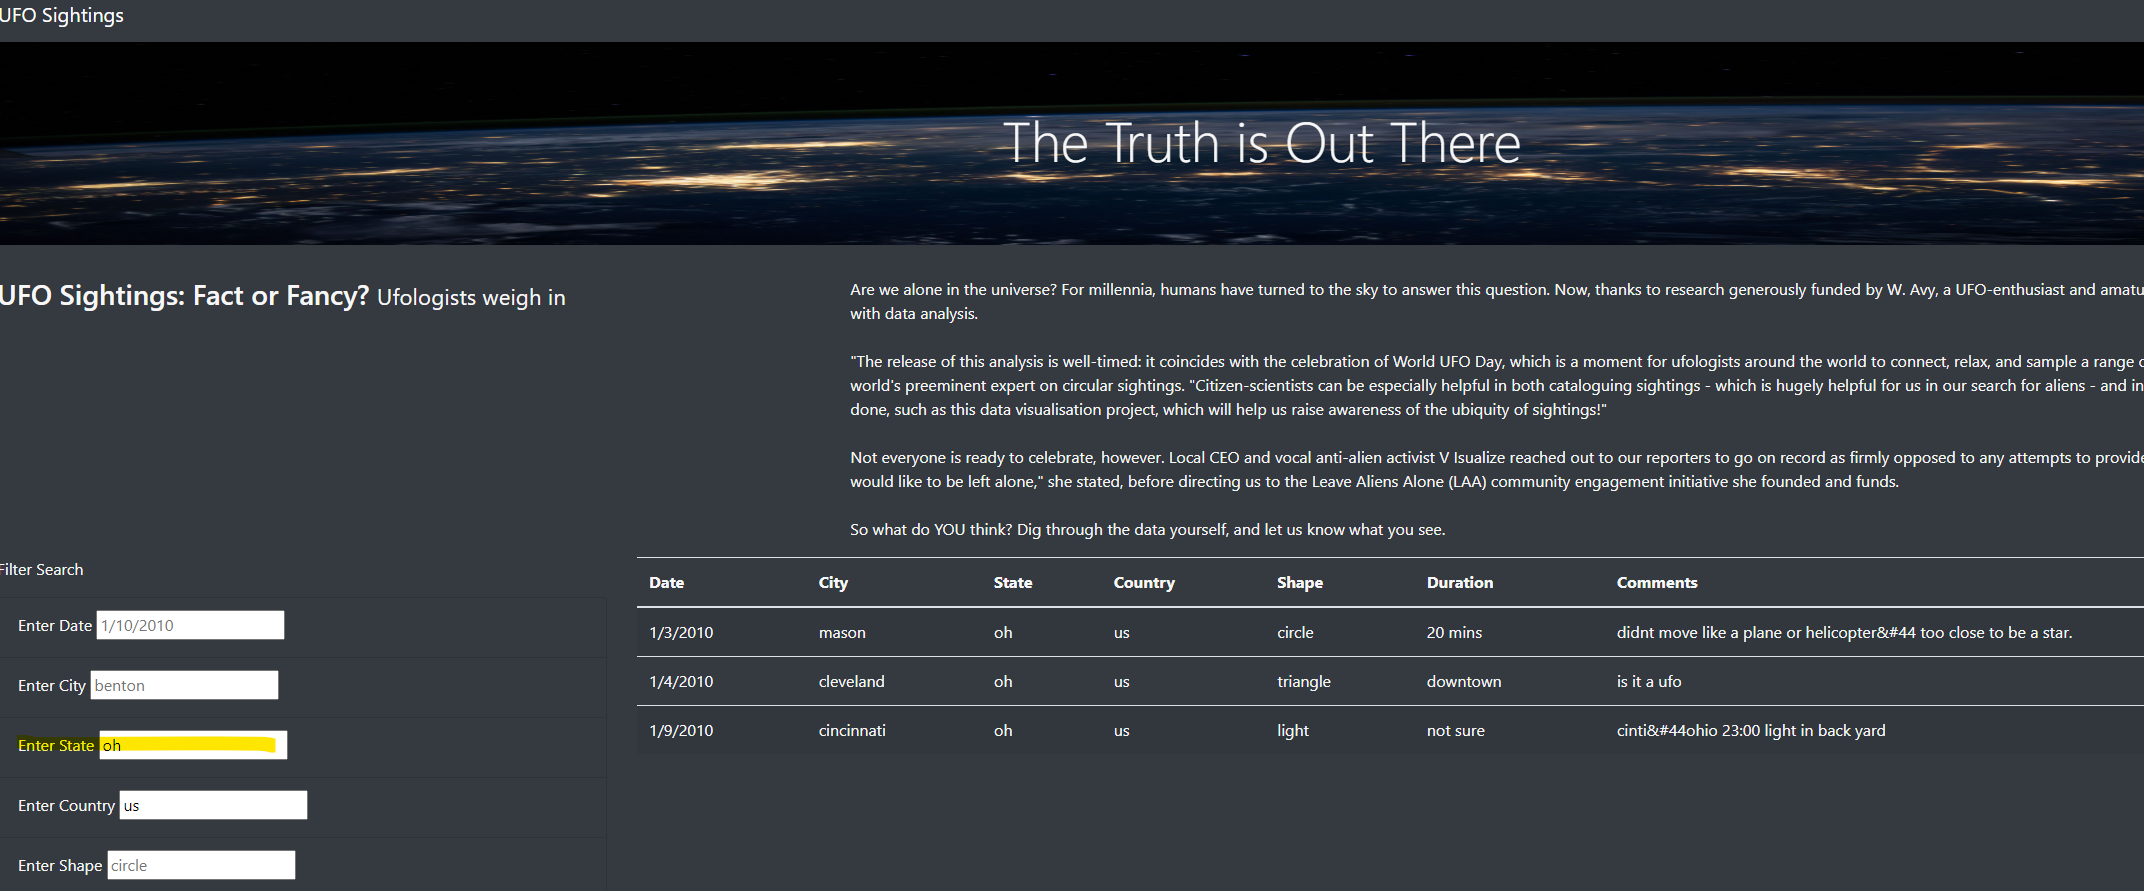 UFO Sightings
The Truth is Out There
UFO Sightings: Fact or Fancy? Ufologists weigh in
Are we alone in the universe? For millennia, humans have turned to the sky to answer this question. Now, thanks to research generously funded by W. Avy, a UFO-enthusiast and amatu
with data analysis.
"The release of this analysis is well-timed: it coincides with the celebration of World UFO Day, which is a moment for ufologists around the world to connect, relax, and sample a range
world's preeminent expert on circular sightings. "Citizen-scientists can be especially helpful in both cataloguing sightings - which is hugely helpful for us in our search for aliens - and in
done, such as this data visualisation project, which will help us raise awareness of the ubiquity of sightings!"
Not everyone is ready to celebrate, however. Local CEO and vocal anti-alien activist V Isualize reached out to our reporters to go on record as firmly opposed to any attempts to provide
would like to be left alone," she stated, before directing us to the Leave Aliens Alone (LAA) community engagement initiative she founded and funds.
So what do YOU think? Dig through the data yourself, and let us know what you see.
Filter Search
Enter Date 1/10/2010
Enter City benton
Enter State oh
Enter Country us
Enter Shape circle
Date City State Country Shape Duration Comments
1/3/2010 mason oh us circle 20 mins didnt move like a plane or helicopter&#44 too close to be a star.
1/4/2010 cleveland oh us triangle downtown is it a ufo
1/9/2010 cincinnati oh us light not sure cinti&#44ohio 23:00 light in back yard